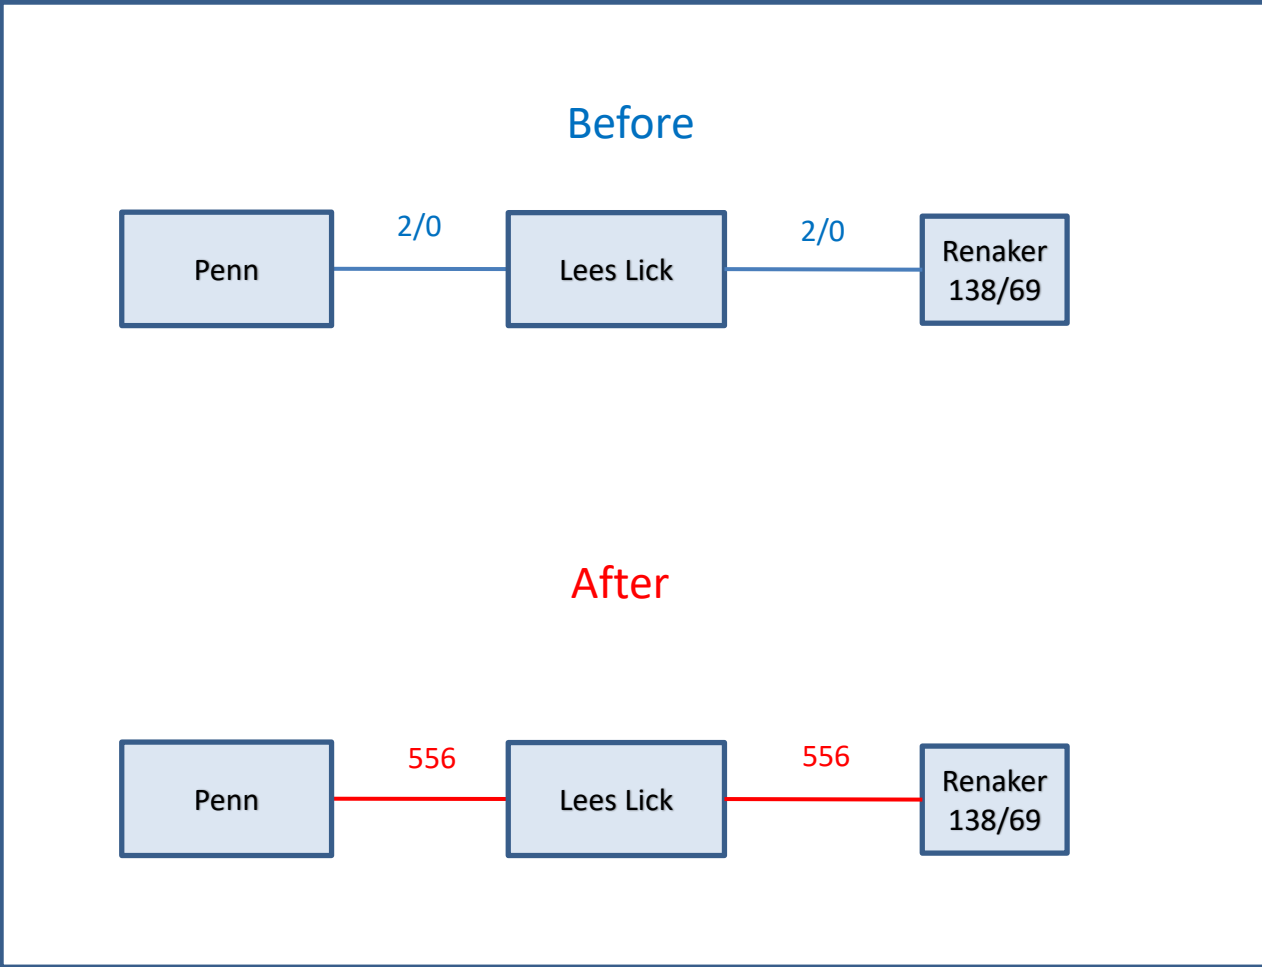 Before
2/0
2/0
Penn
Lees Lick
Renaker
138/69
After
556
556
Penn
Lees Lick
Renaker
138/69